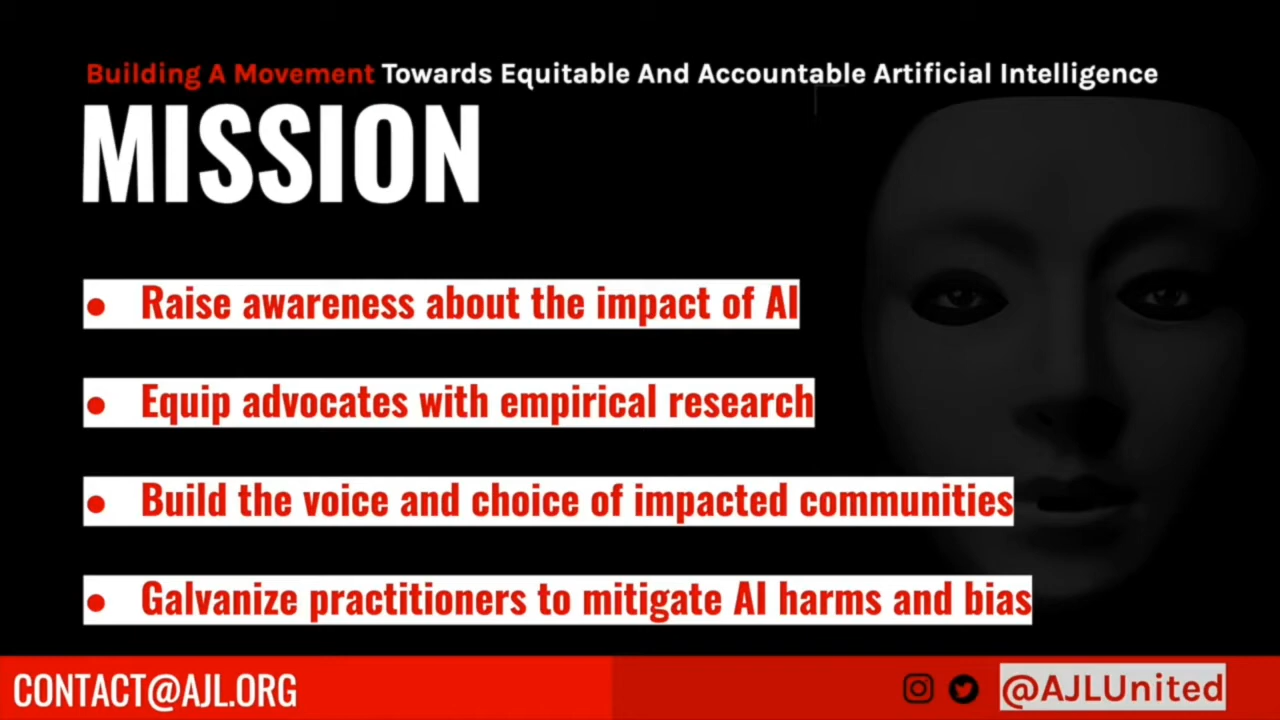 Building A Movement Towards Equitable And Accountable Artificial Intelligence
MISSION
● Raise awareness about the impact of AI
● Equip advocates with empirical research
● Build the voice and choice of impacted communities
● Galvanize practitioners to mitigate AI harms and bias
CONTACT@AJL.ORG
@AJLUnited